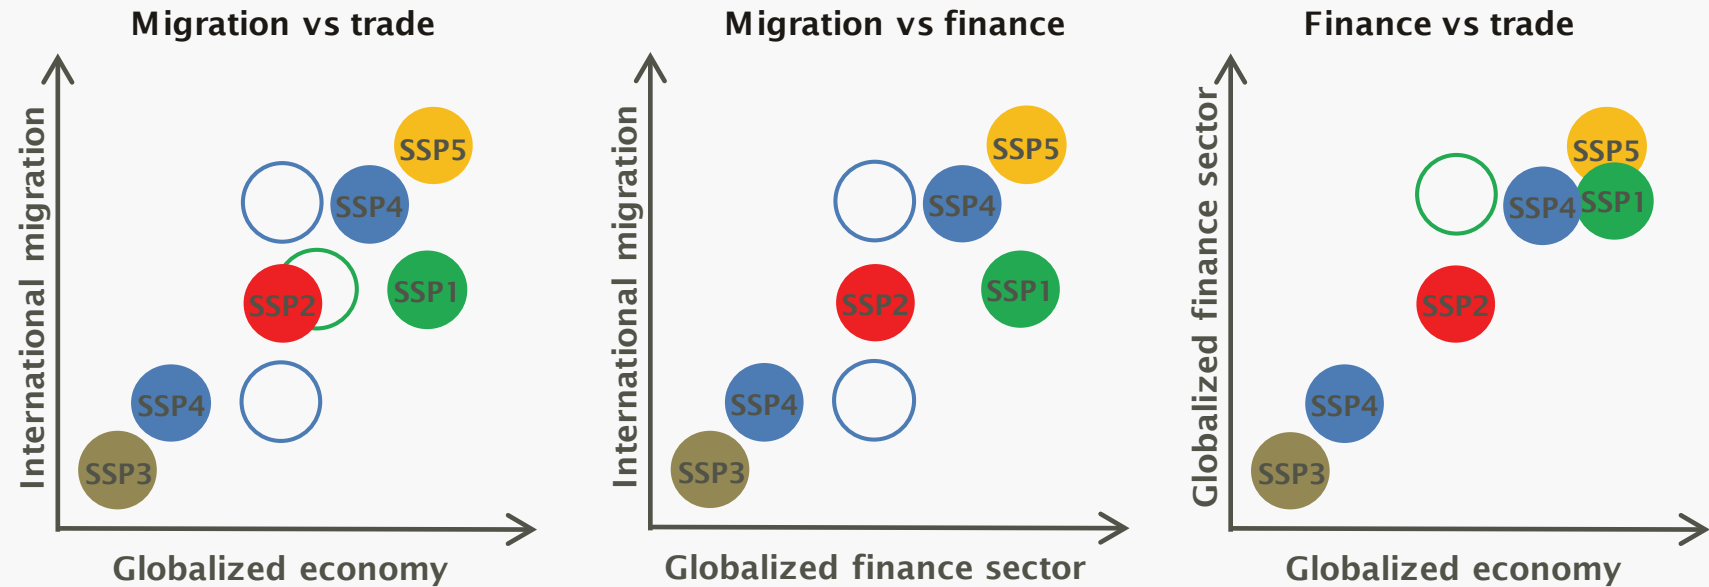 Migration vs trade
International migration
SSP5
SSP4
SSP2
SSP1
SSP4
SSP3
Globalized economy
Migration vs finance
International migration
SSP5
SSP4
SSP2
SSP1
SSP4
SSP3
Globalized finance sector
Finance vs trade
Globalized finance sector
SSP5
SSP4
SSP1
SSP2
SSP4
SSP3
Globalized economy